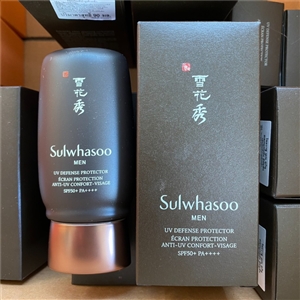 雪
花
秀
Sulwhasoo
MEN
UV DEFENSE PROTECTOR
ÉCRAN PROTECTION
ANTI-UV CONFORT-VISAGE
SPF50+ PA++++
雪
花
秀
Sulwhasoo
MEN
UV DEFENSE PROTECTOR
ÉCRAN PROTECTION
ANTI-UV CONFORT-VISAGE
SPF50+ PA++++